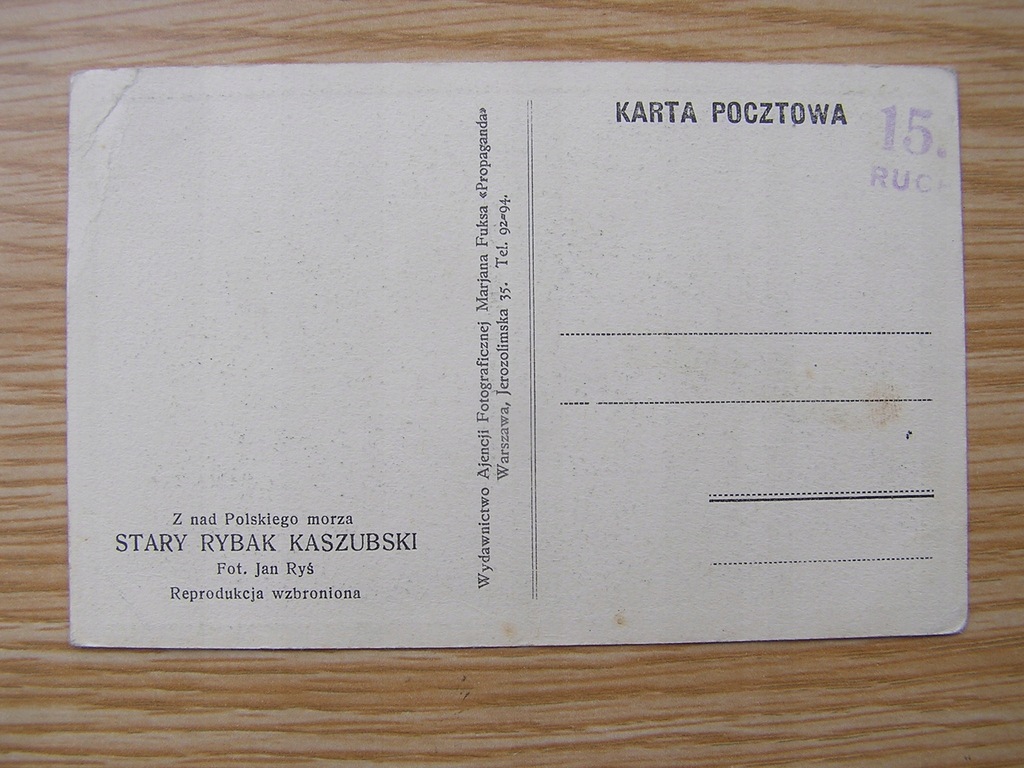 Z nad Polskiego morza
STARY RYBAK KASZUBSKI
Fot. Jan Ryś
Reprodukcja wzbroniona
Wydawnictwo Ajencji Fotograficznej Marjana Fuksa «Propaganda»
Warszawa, Jerozolimska 35. Tel. 92=94.
KARTA POCZTOWA
15.
RUC